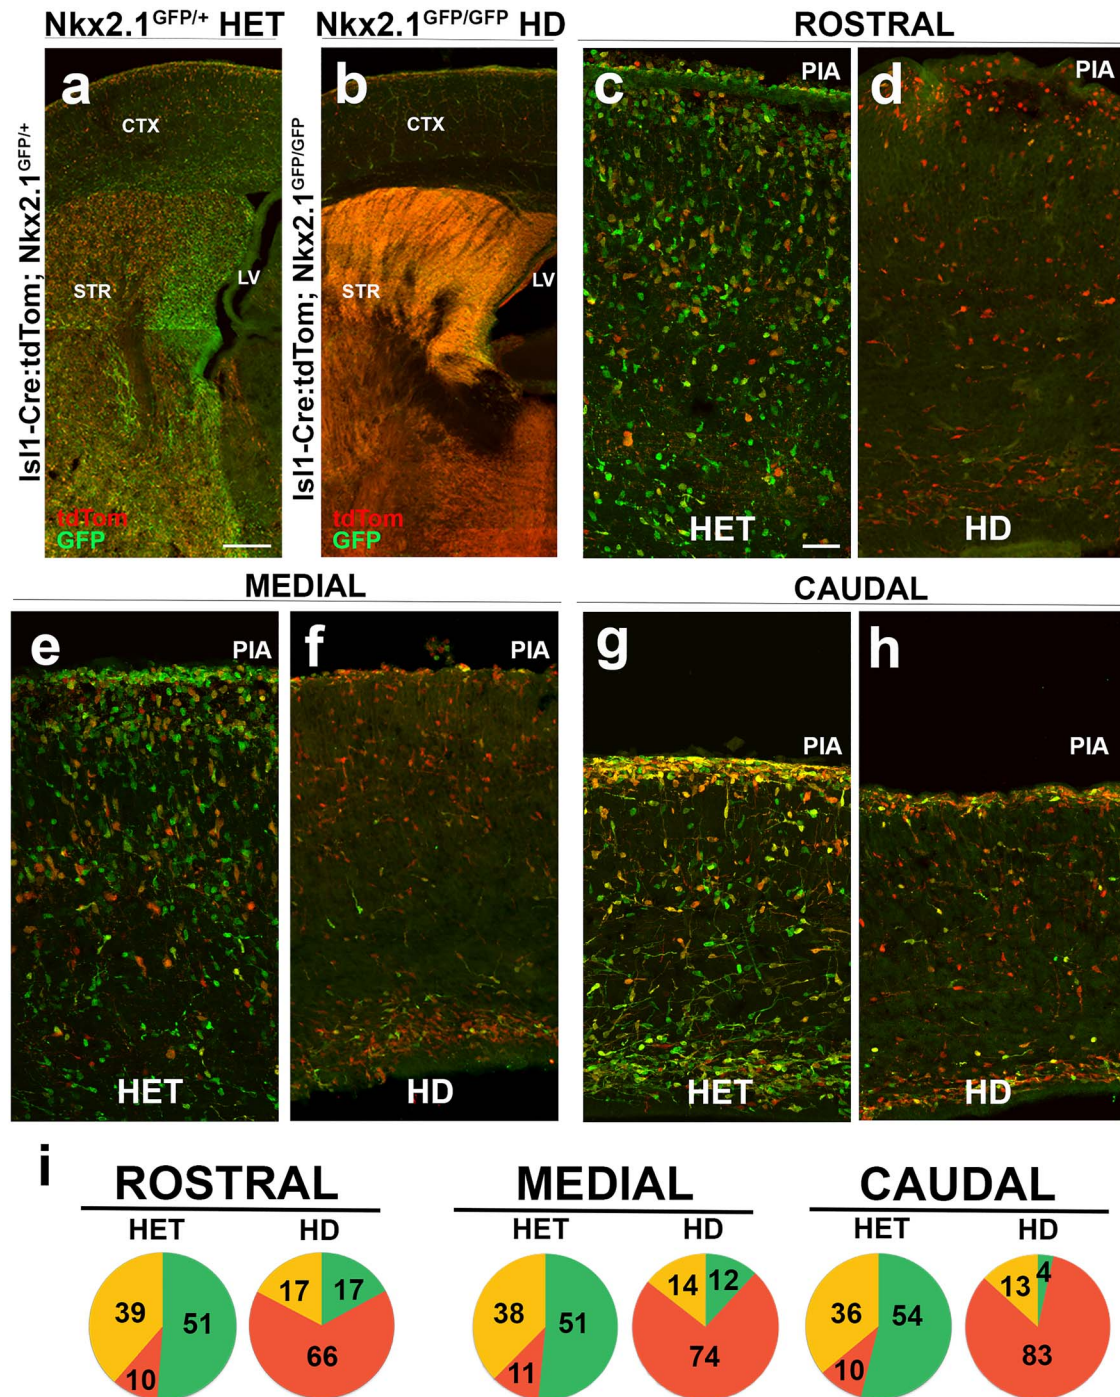 Nkx2.1GFP/+ HET
Nkx2.1GFP/GFP HD
ROSTRAL
Isl1-Cre:tdTom; Nkx2.1GFP/+
a
CTX
STR
LV
tdTom
GFP
Isl1-Cre:tdTom; Nkx2.1GFP/GFP
b
CTX
STR
LV
tdTom
GFP
c
PIA
HET
d
PIA
HD
MEDIAL
CAUDAL
e
PIA
HET
f
PIA
HD
g
PIA
HET
h
PIA
HD
i
ROSTRAL
HET
HD
39
51
10
17
17
66
MEDIAL
HET
HD
38
51
11
14
12
74
CAUDAL
HET
HD
36
54
10
13
4
83